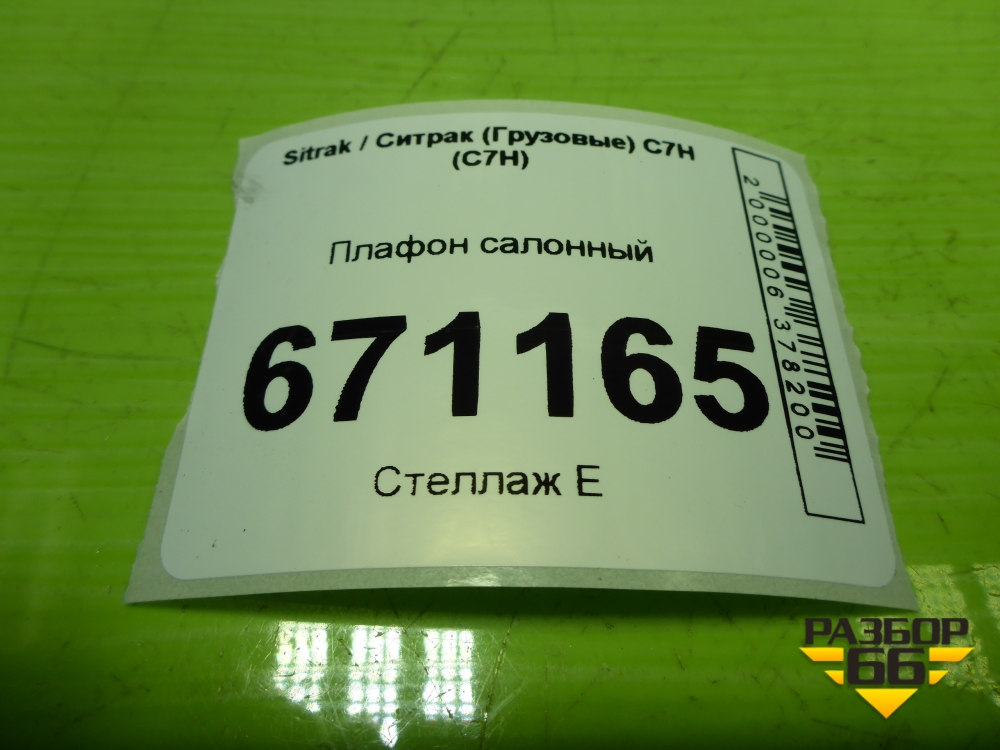 Sitrak / Ситрак (Грузовые) C7H
(C7H)
Плафон салонный
671165
Стеллаж Е
2000006378200
РАЗБОР
66